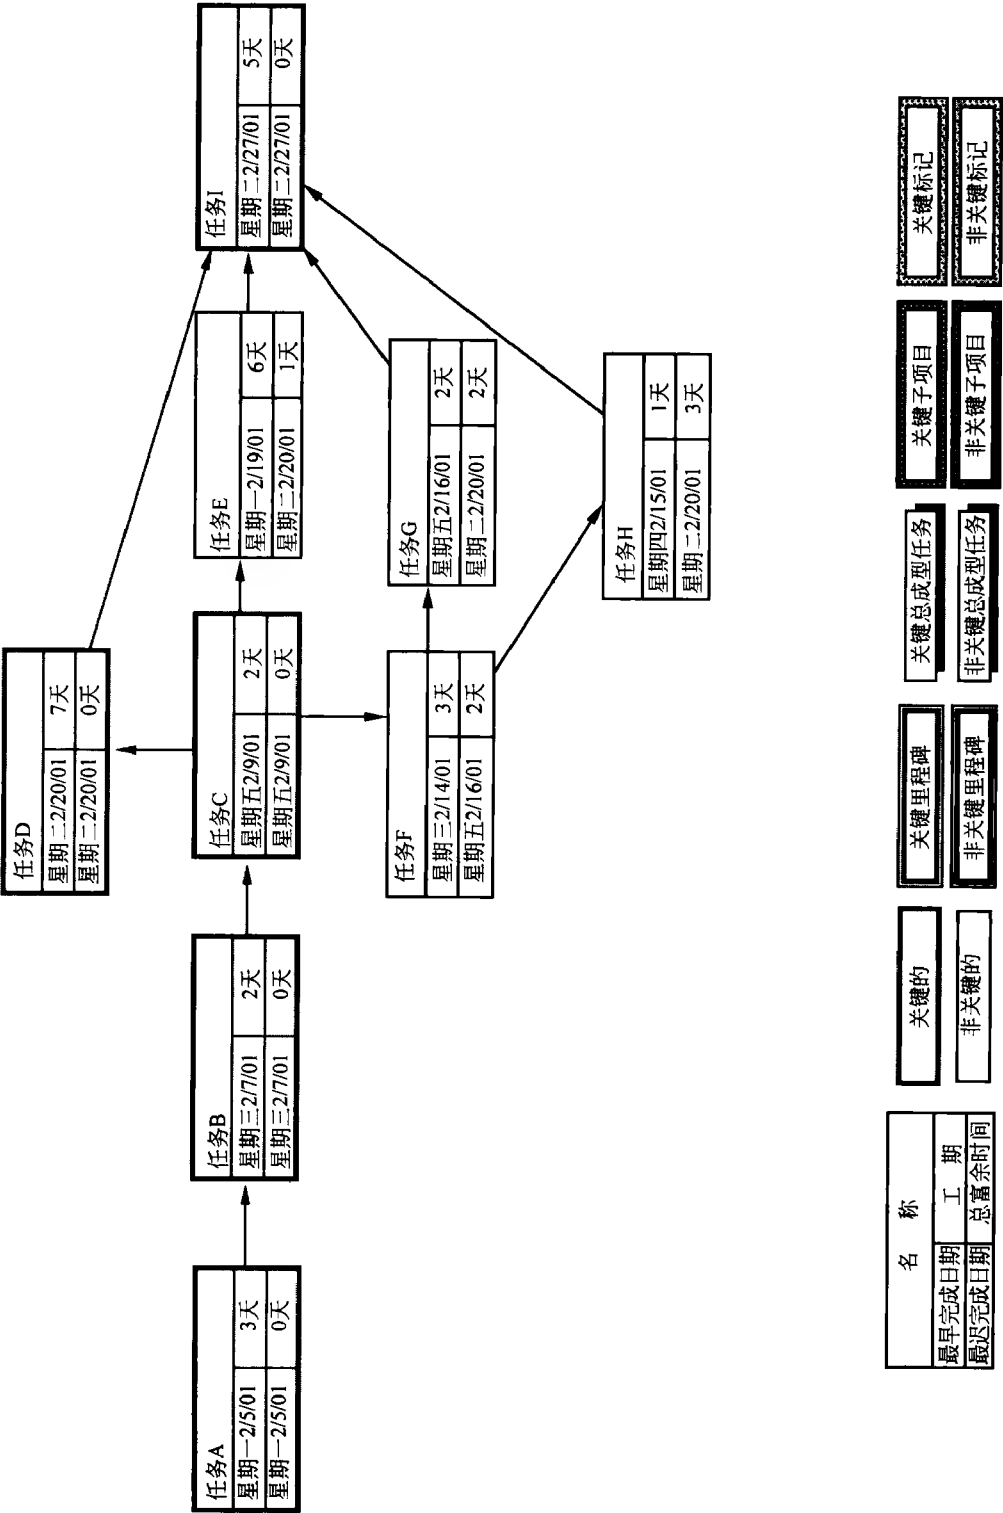 任务A
星期一2/5/01 3天
星期一2/5/01 0天
任务B
星期三2/7/01 2天
星期三2/7/01 0天
任务C
星期五2/9/01 2天
星期五2/9/01 0天
任务D
星期二2/20/01 7天
星期二2/20/01 0天
任务E
星期一2/19/01 6天
星期二2/20/01 1天
任务F
星期三2/14/01 3天
星期五2/16/01 2天
任务G
星期五2/16/01 2天
星期二2/20/01 2天
任务H
星期四2/15/01 1天
星期二2/20/01 3天
任务I
星期二2/27/01 5天
星期二2/27/01 0天
名 称
最早完成日期 工 期
最迟完成日期 总富余时间
关键的
非关键的
关键里程碑
非关键里程碑
关键总成型任务
非关键总成型任务
关键子项目
非关键子项目
关键标记
非关键标记